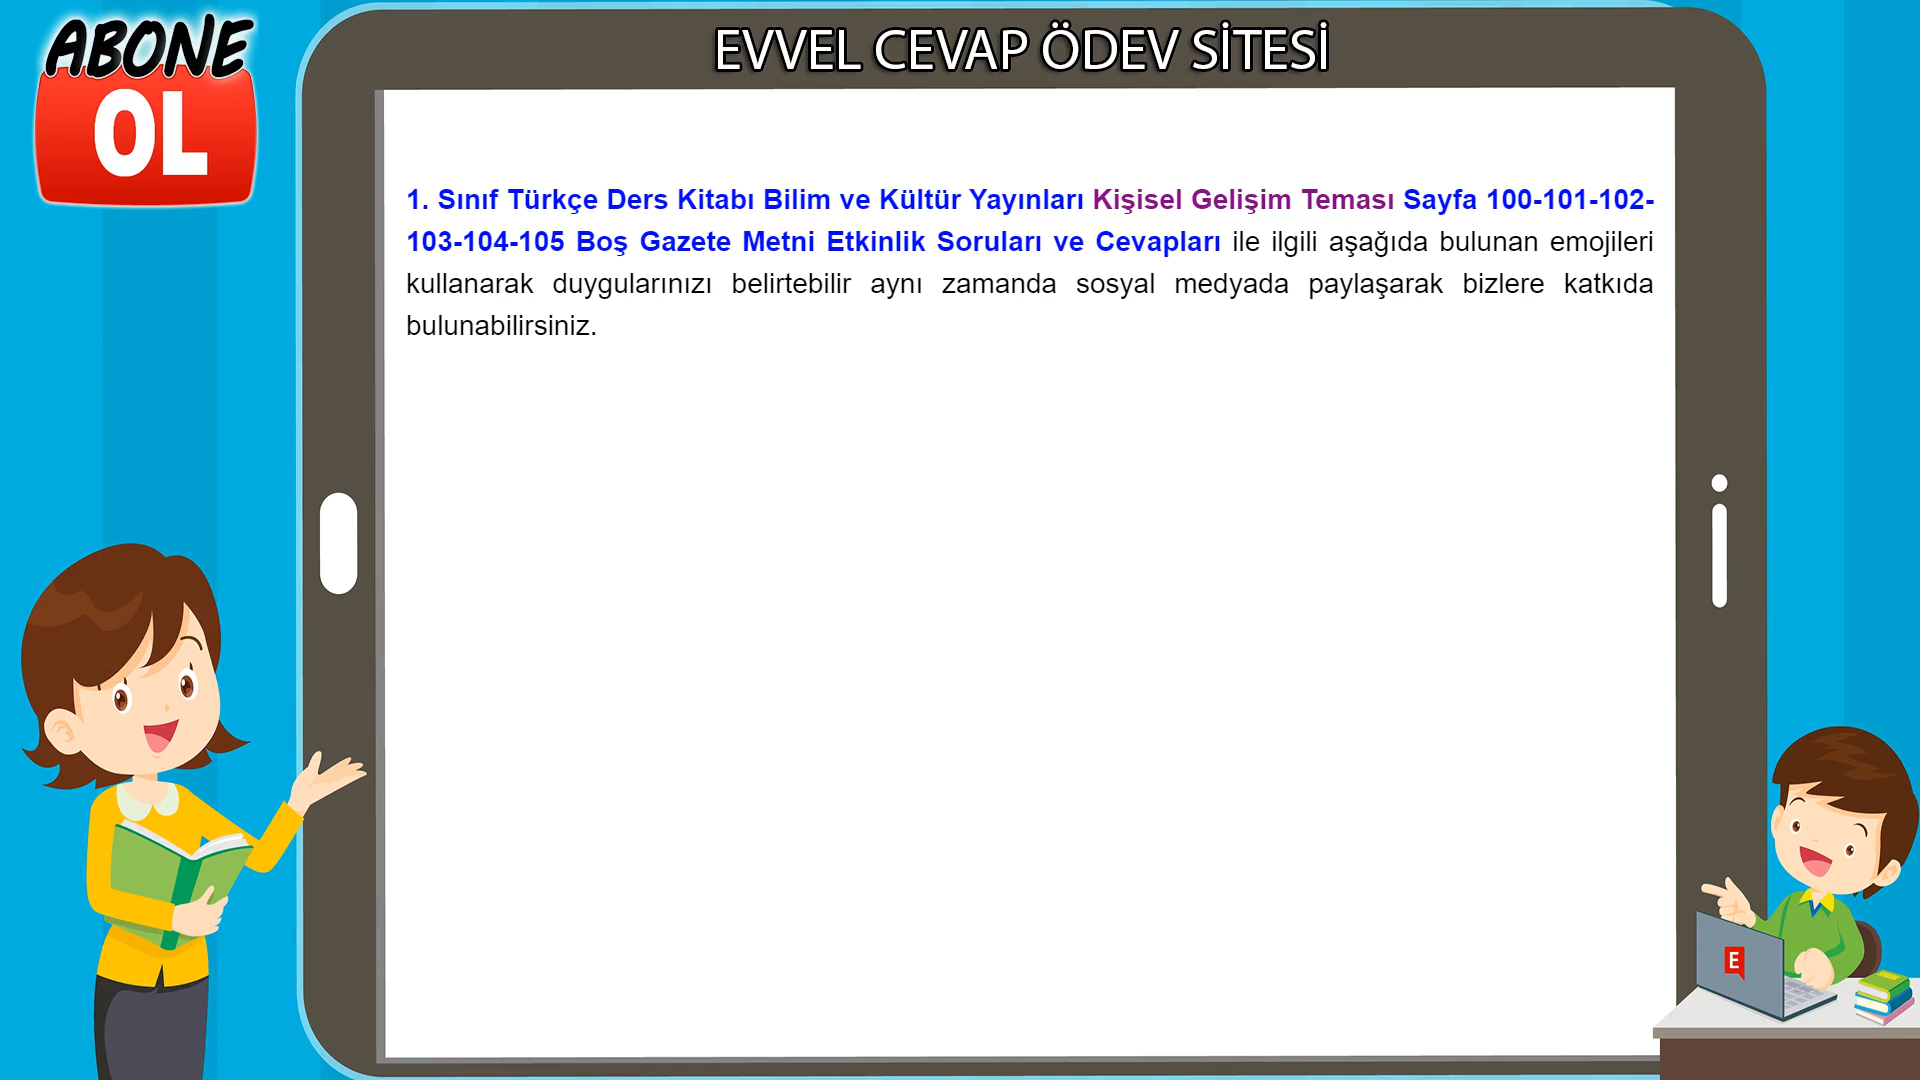 ABONE
OL
EVVEL CEVAP ÖDEV SİTESİ
1. Sınıf Türkçe Ders Kitabı Bilim ve Kültür Yayınları Kişisel Gelişim Teması Sayfa 100-101-102-
103-104-105 Boş Gazete Metni Etkinlik Soruları ve Cevapları ile ilgili aşağıda bulunan emojileri
kullanarak duygularınızı belirtebilir aynı zamanda sosyal medyada paylaşarak bizlere katkıda
bulunabilirsiniz.
E